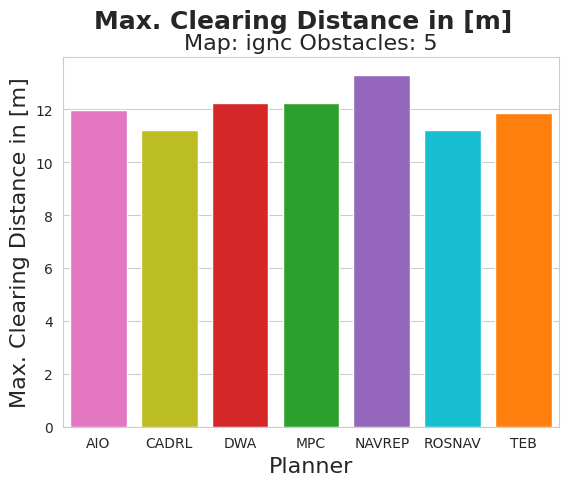 Max. Clearing Distance in [m]
Map: ignc Obstacles: 5
Max. Clearing Distance in [m]
12
10
8
6
4
2
0
AIO CADRL DWA MPC NAVREP ROSNAV TEB
Planner